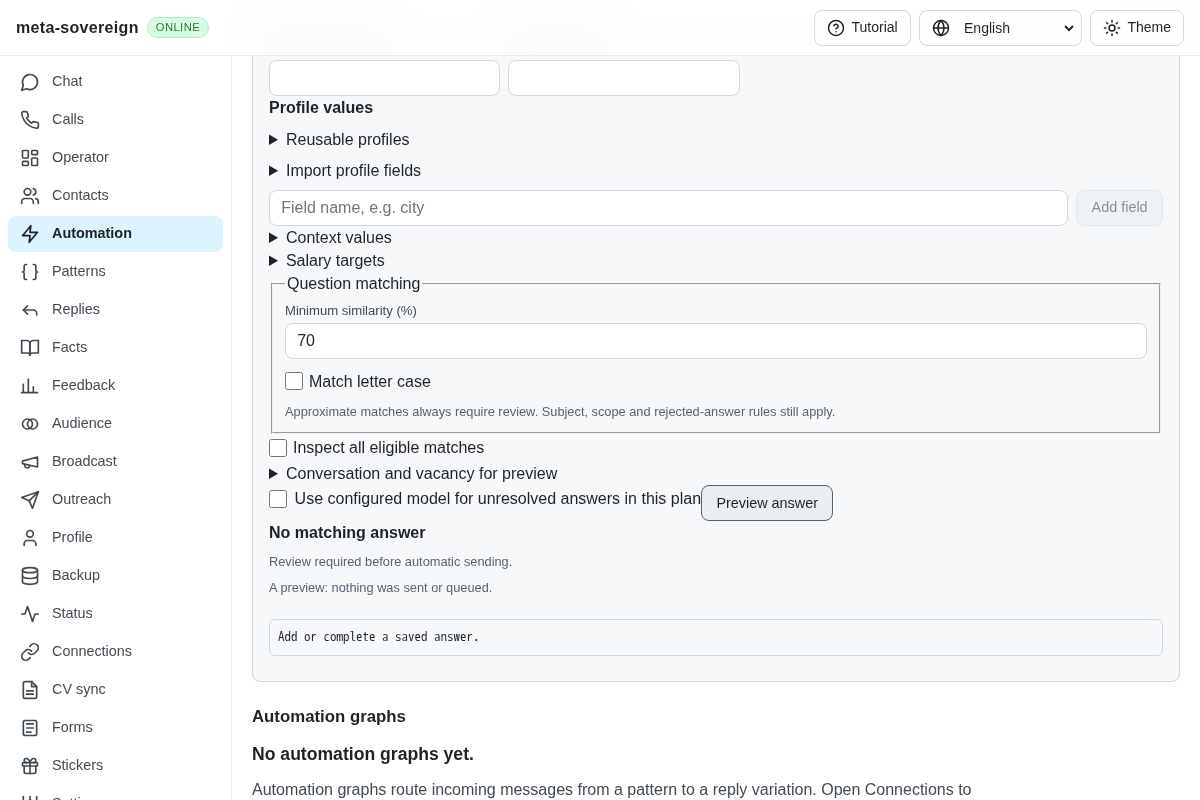 meta-sovereign ONLINE
Tutorial
English
Theme
Chat
Calls
Operator
Contacts
Automation
Patterns
Replies
Facts
Feedback
Audience
Broadcast
Outreach
Profile
Backup
Status
Connections
CV sync
Forms
Stickers
Profile values
Reusable profiles
Import profile fields
Field name, e.g. city
Add field
Context values
Salary targets
Question matching
Minimum similarity (%)
70
Match letter case
Approximate matches always require review. Subject, scope and rejected-answer rules still apply.
Inspect all eligible matches
Conversation and vacancy for preview
Use configured model for unresolved answers in this plan
Preview answer
No matching answer
Review required before automatic sending.
A preview: nothing was sent or queued.
Add or complete a saved answer.
Automation graphs
No automation graphs yet.
Automation graphs route incoming messages from a pattern to a reply variation. Open Connections to